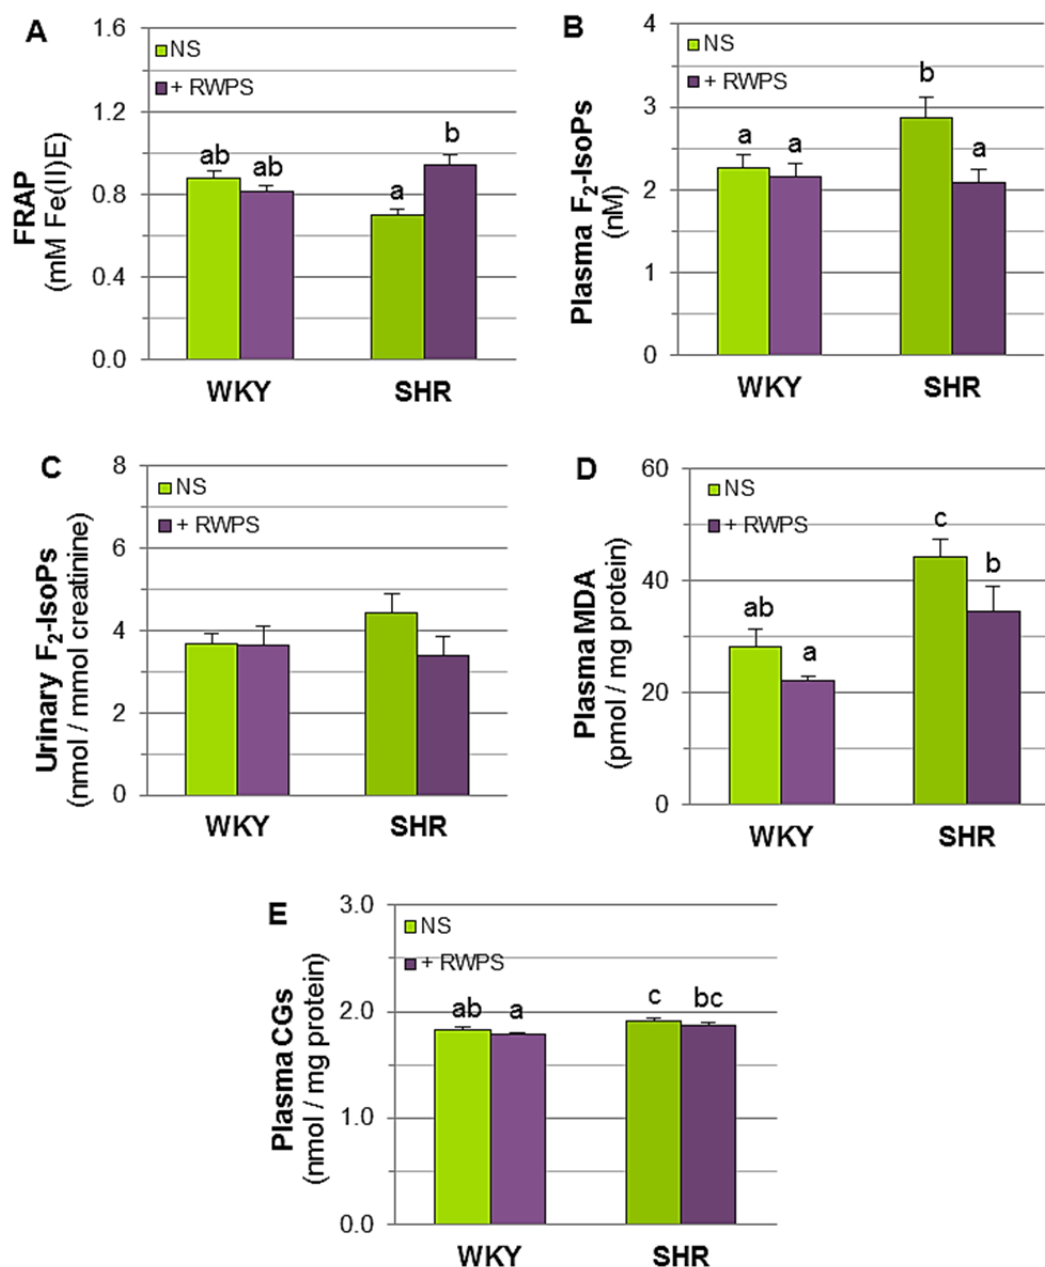 A
FRAP
(mM Fe(II)E)
1.6
1.2
0.8
0.4
0.0
NS
+ RWPS
ab
ab
a
b
WKY
SHR
B
Plasma F₂-IsoPs
(nM)
4
3
2
1
0
NS
+ RWPS
a
a
b
a
WKY
SHR
C
Urinary F₂-IsoPs
(nmol / mmol creatinine)
8
6
4
2
0
NS
+ RWPS
WKY
SHR
D
Plasma MDA
(pmol / mg protein)
60
40
20
0
NS
+ RWPS
ab
a
c
b
WKY
SHR
E
Plasma CGs
(nmol / mg protein)
3.0
2.0
1.0
0.0
NS
+ RWPS
ab
a
c
bc
WKY
SHR